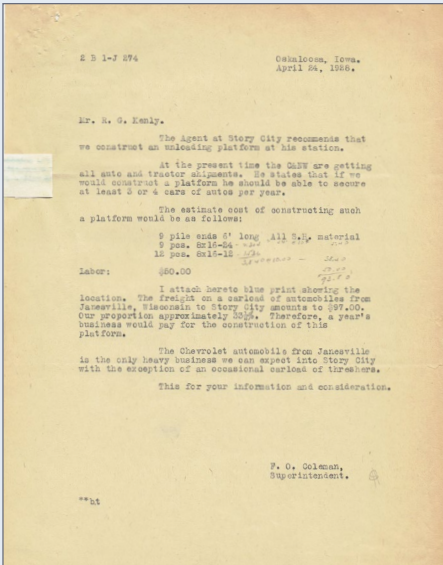 2 B 1-J 274
Oskaloosa, Iowa.
April 24, 1926.
Mr. R. G. Kenly.
The Agent at Story City recommends that
we construct an unloading platform at his station.
At the present time the C&NW are getting
all auto and tractor shipments. He states that if we
would construct a platform he should be able to secure
at least 3 or 4 cars of autos per year.
The estimate cost of constructing such
a platform would be as follows:
9 pile ends 6' long All S.H. material
9 pcs. 8x16-24
12 pcs. 8x16-12
Labor: $50.00
I attach hereto blue print showing the
location. The freight on a carload of automobiles from
Janesville, Wisconsin to Story City amounts to $97.00.
Our proportion approximately Therefore, a year's
business would pay for the construction of this
platform.
The Chevrolet automobile from Janesville
is the only heavy business we can expect into Story City
with the exception of an occasional carload of threshers.
This for your information and consideration.
F. O. Coleman,
Superintendent.
**ht